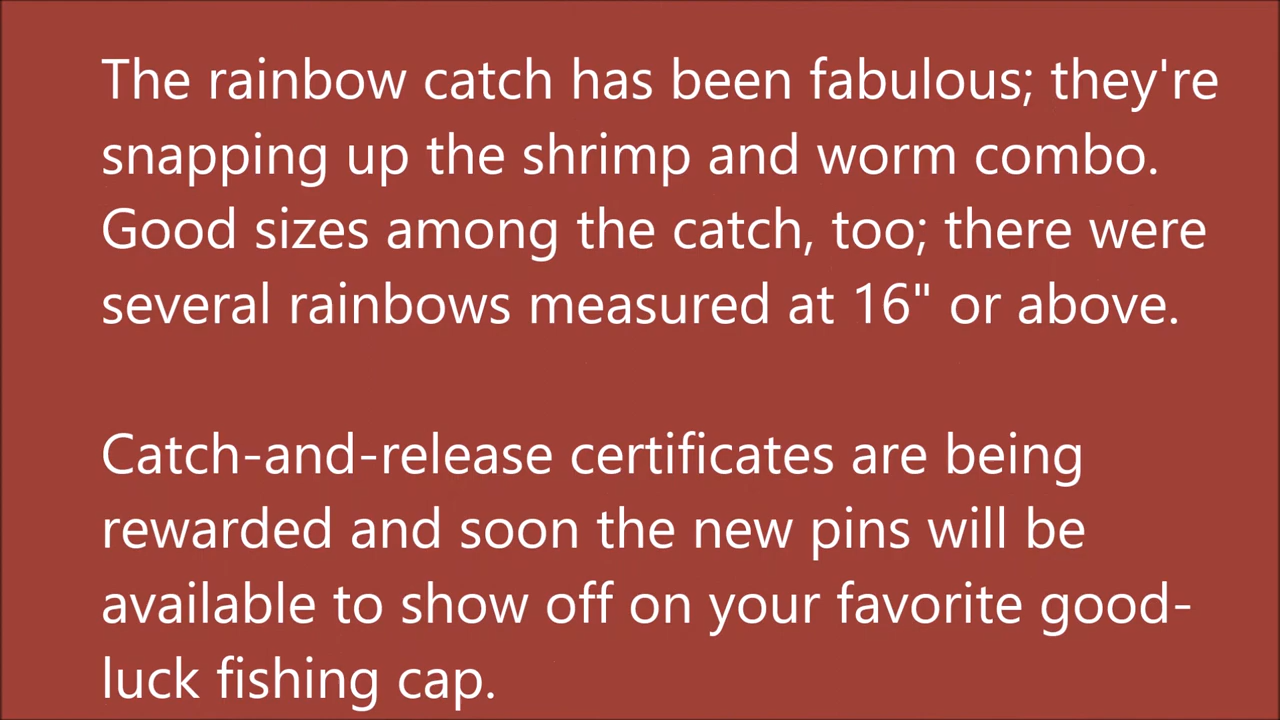 The rainbow catch has been fabulous; they're
snapping up the shrimp and worm combo.
Good sizes among the catch, too; there were
several rainbows measured at 16" or above.
Catch-and-release certificates are being
rewarded and soon the new pins will be
available to show off on your favorite good-
luck fishing cap.